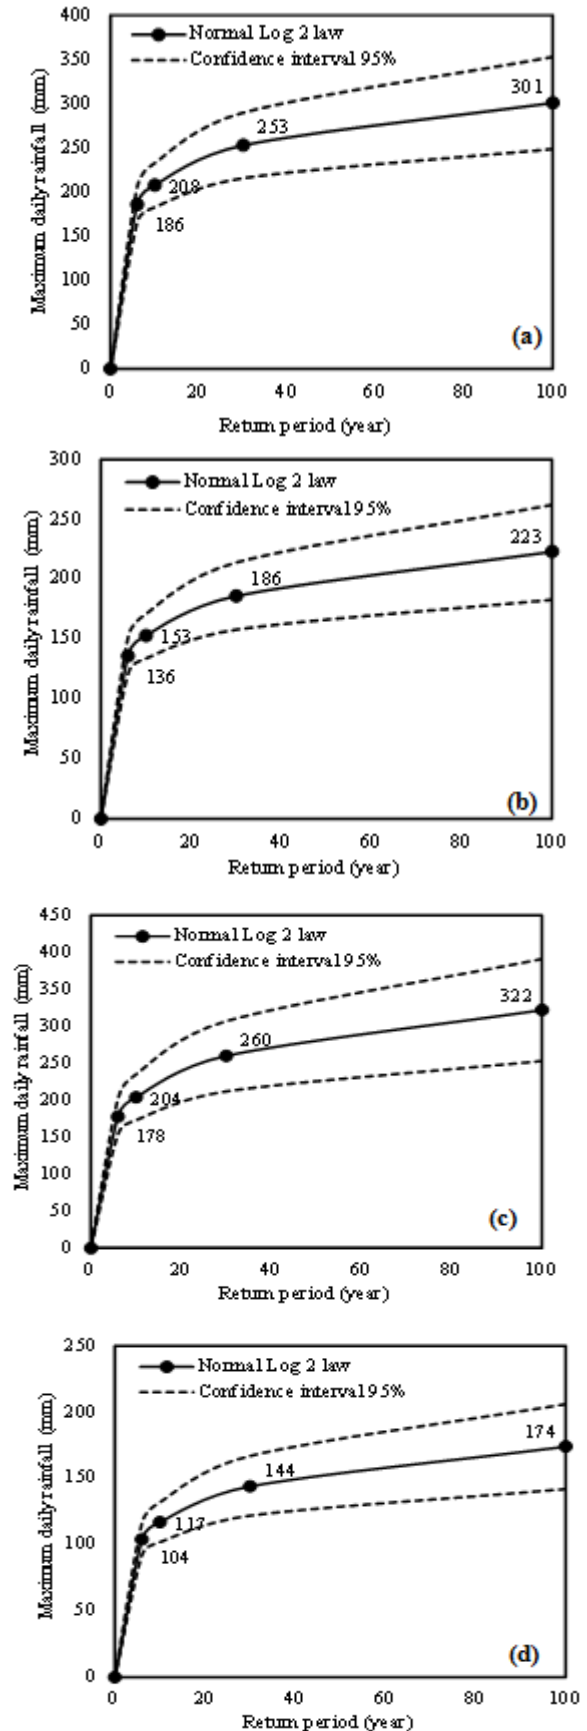 400
350
300
250
200
150
100
50
0
Maximum daily rainfall (mm)
Normal Log 2 law
Confidence interval 95%
301
253
208
186
(a)
0 20 40 60 80 100
Return period (year)
300
250
200
150
100
50
0
Maximum daily rainfall (mm)
Normal Log 2 law
Confidence interval 95%
223
186
153
136
(b)
0 20 40 60 80 100
Return period (year)
450
400
350
300
250
200
150
100
50
0
Maximum daily rainfall (mm)
Normal Log 2 law
Confidence interval 95%
322
260
204
178
(c)
0 20 40 60 80 100
Return period (year)
250
200
150
100
50
0
Maximum daily rainfall (mm)
Normal Log 2 law
Confidence interval 95%
174
144
117
104
(d)
0 20 40 60 80 100
Return period (year)